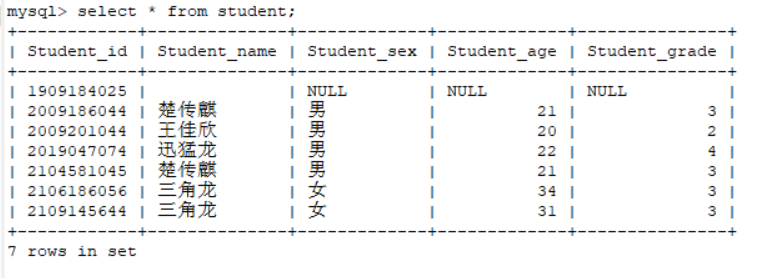 mysql> select * from student;
+------------+--------------+-------------+-------------+---------------+
| Student_id | Student_name | Student_sex | Student_age | Student_grade |
+------------+--------------+-------------+-------------+---------------+
| 1909184025 |              | NULL        | NULL        | NULL          |
| 2009186044 | 楚传麒       | 男          |          21 |             3 |
| 2009201044 | 王佳欣       | 男          |          20 |             2 |
| 2019047074 | 迅猛龙       | 男          |          22 |             4 |
| 2104581045 | 楚传麒       | 男          |          21 |             3 |
| 2106186056 | 三角龙       | 女          |          34 |             3 |
| 2109145644 | 三角龙       | 女          |          31 |             3 |
+------------+--------------+-------------+-------------+---------------+
7 rows in set